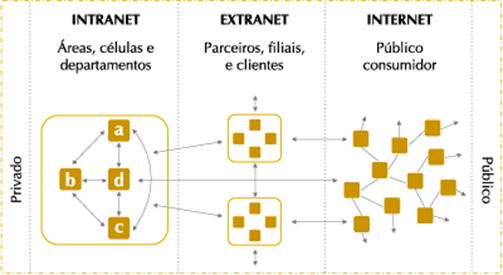 INTRANET
Áreas, células e
departamentos
EXTRANET
Parceiros, filiais,
e clientes
INTERNET
Público
consumidor
Privado
a
b
d
c
Público